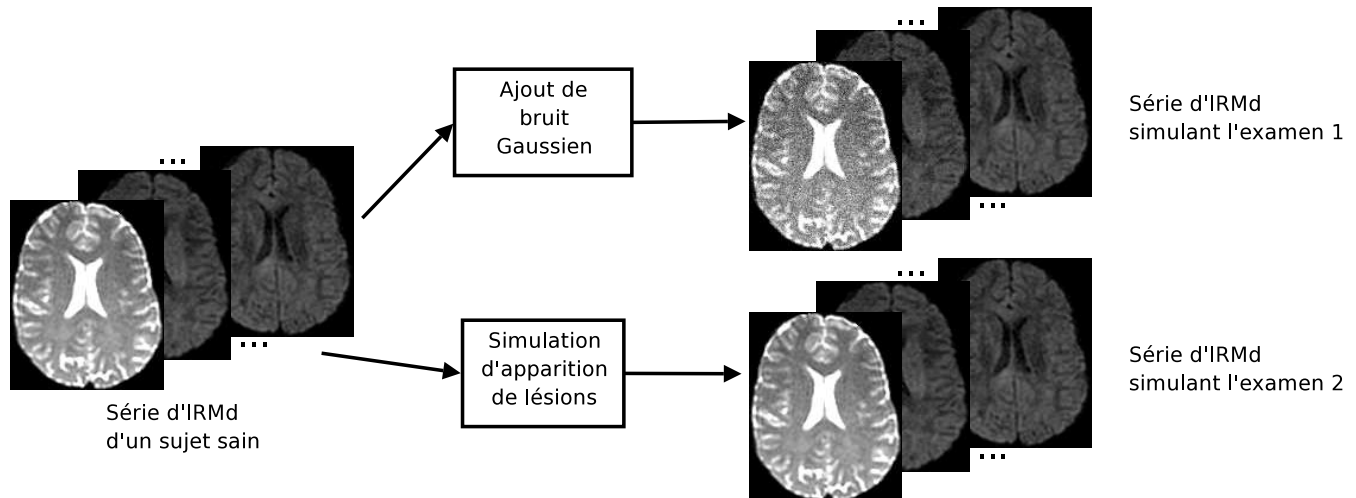 Série d'IRMd
d'un sujet sain
Ajout de
bruit
Gaussien
Série d'IRMd
simulant l'examen 1
Simulation
d'apparition
de lésions
Série d'IRMd
simulant l'examen 2